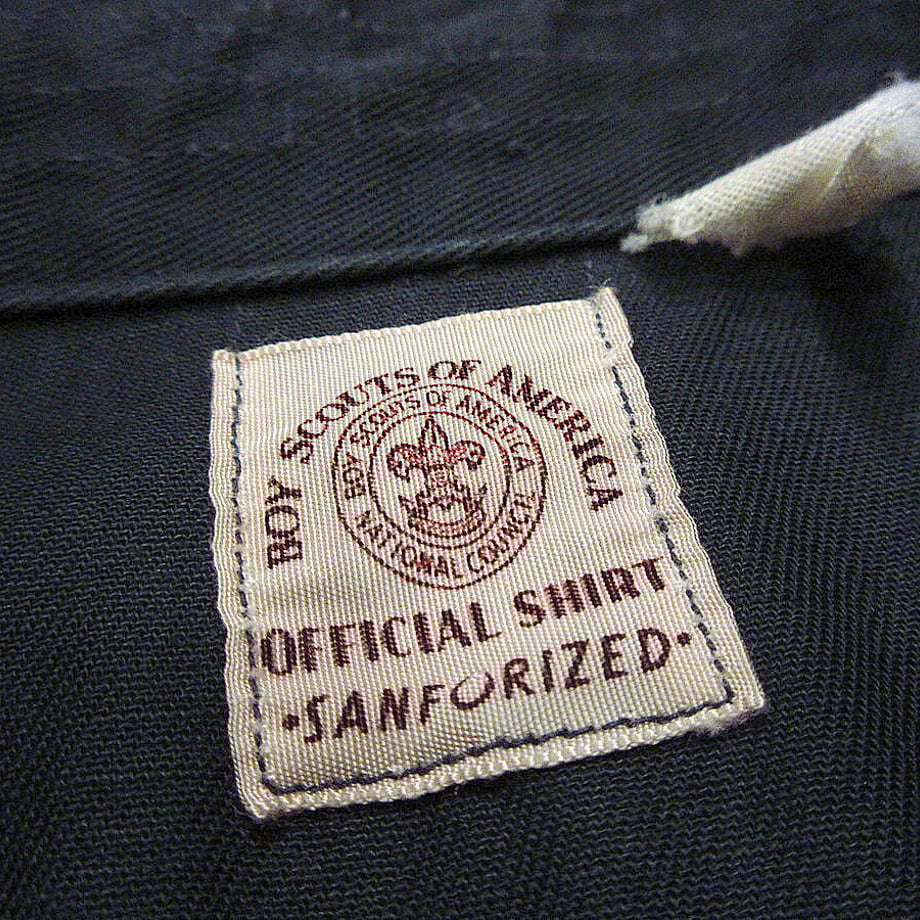 BOY SCOUTS OF AMERICA
BOY SCOUTS OF AMERICA
NATIONAL COUNCIL
OFFICIAL SHIRT
•SANFORIZED•